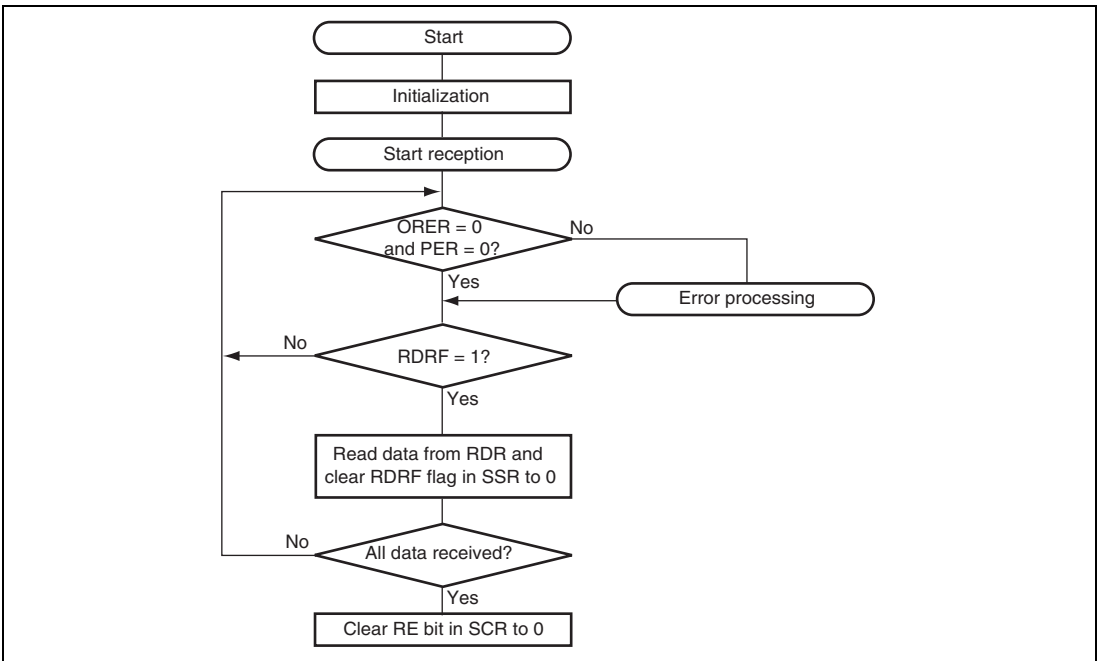 Start
Initialization
Start reception
ORER = 0
and PER = 0?
No
Yes
Error processing
No
RDRF = 1?
Yes
Read data from RDR and
clear RDRF flag in SSR to 0
No
All data received?
Yes
Clear RE bit in SCR to 0